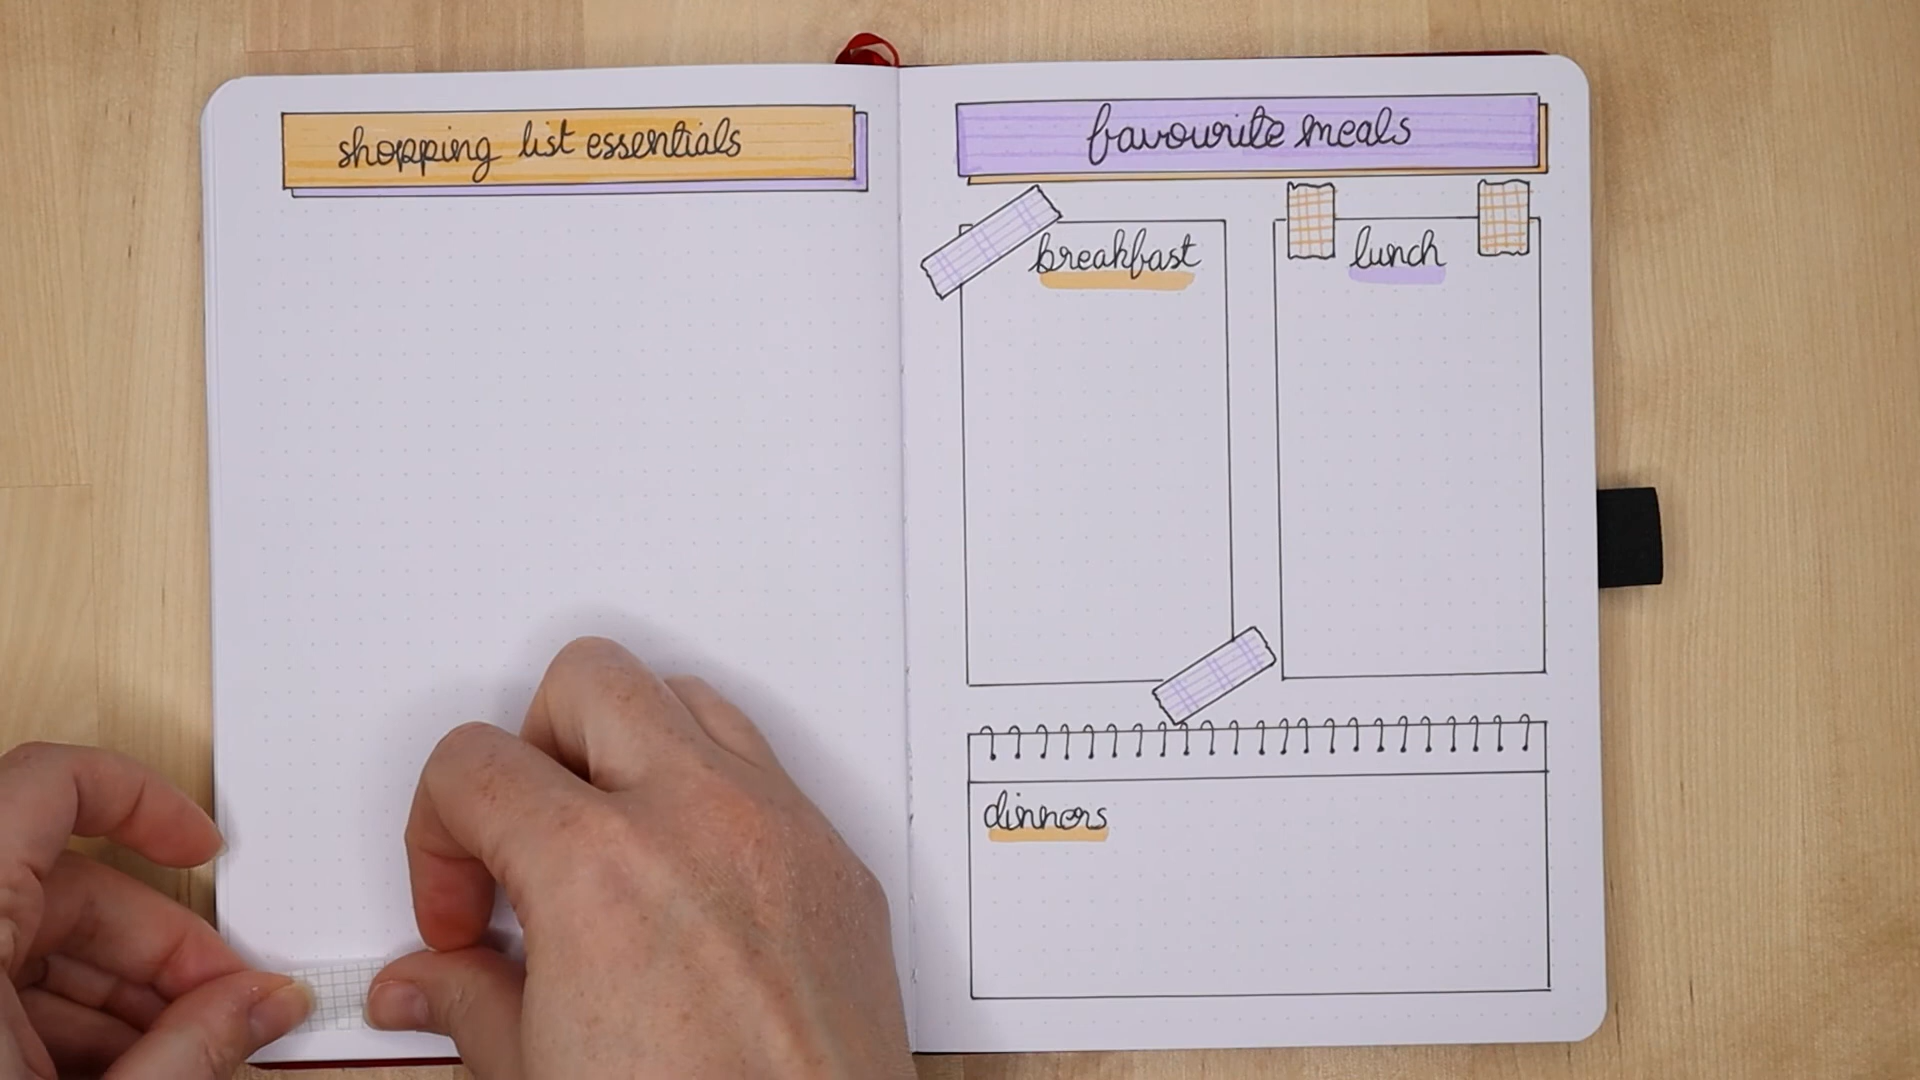 shopping list essentials
favourite meals
breakfast
lunch
dinners